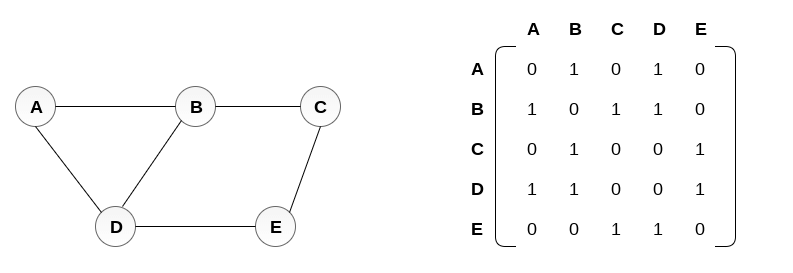 A B C
D E
A B C D E
A 0 1 0 1 0
B 1 0 1 1 0
C 0 1 0 0 1
D 1 1 0 0 1
E 0 0 1 1 0